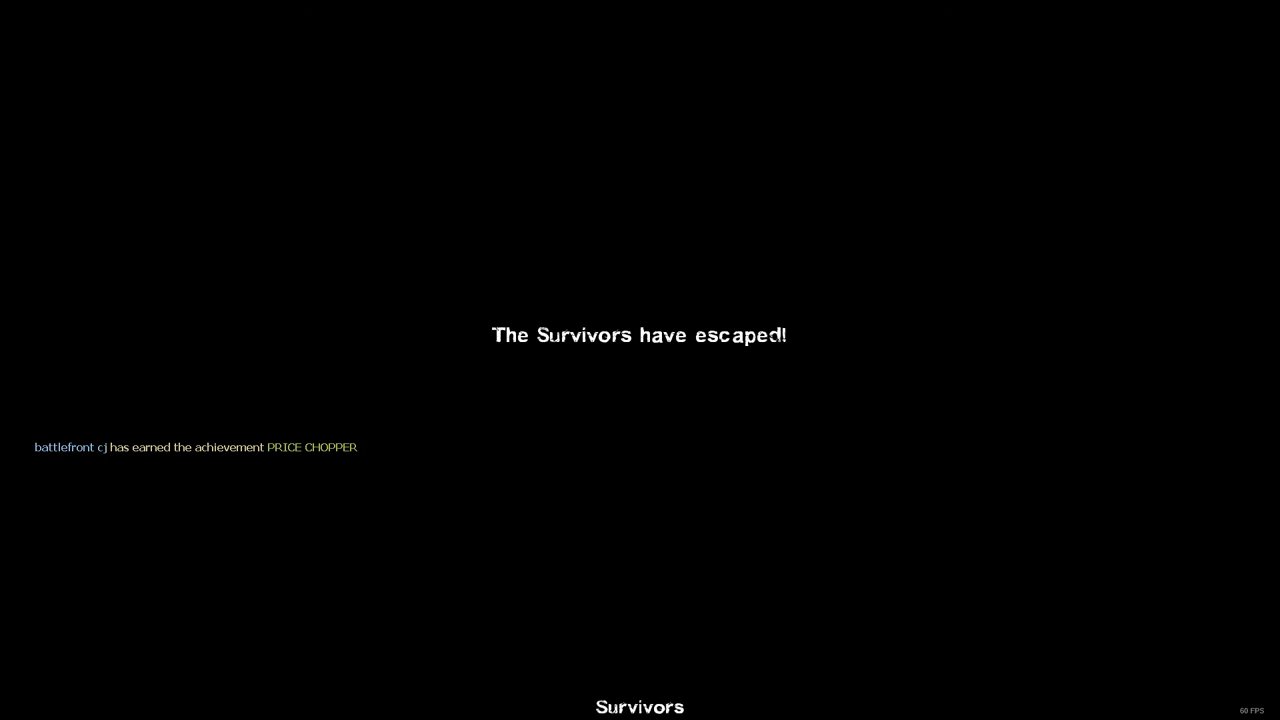 The Survivors have escaped!
battlefront cj has earned the achievement PRICE CHOPPER
Survivors
60 FPS